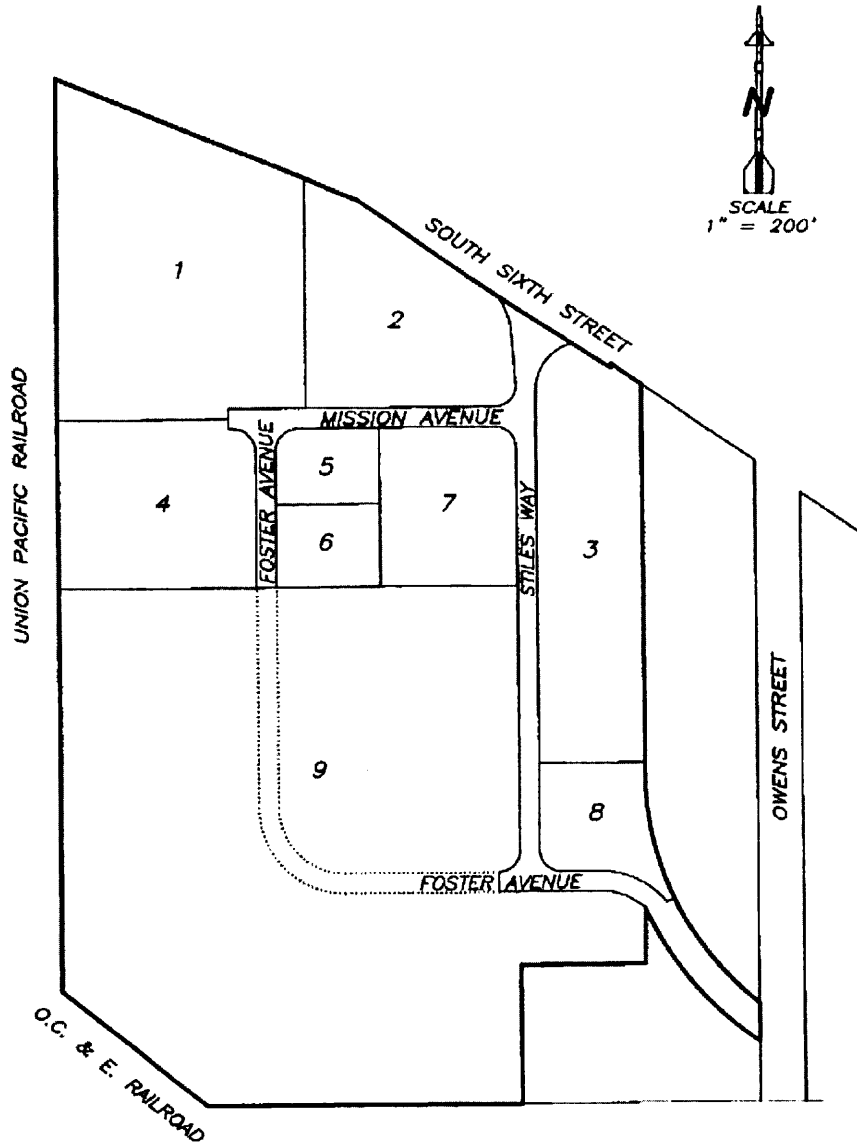 N
SCALE
1" = 200'
SOUTH SIXTH STREET
1
2
UNION PACIFIC RAILROAD
MISSION AVENUE
FOSTER AVENUE
5
4
7
6
STILES WAY
3
OWENS STREET
9
8
FOSTER AVENUE
O.C. & E. RAILROAD